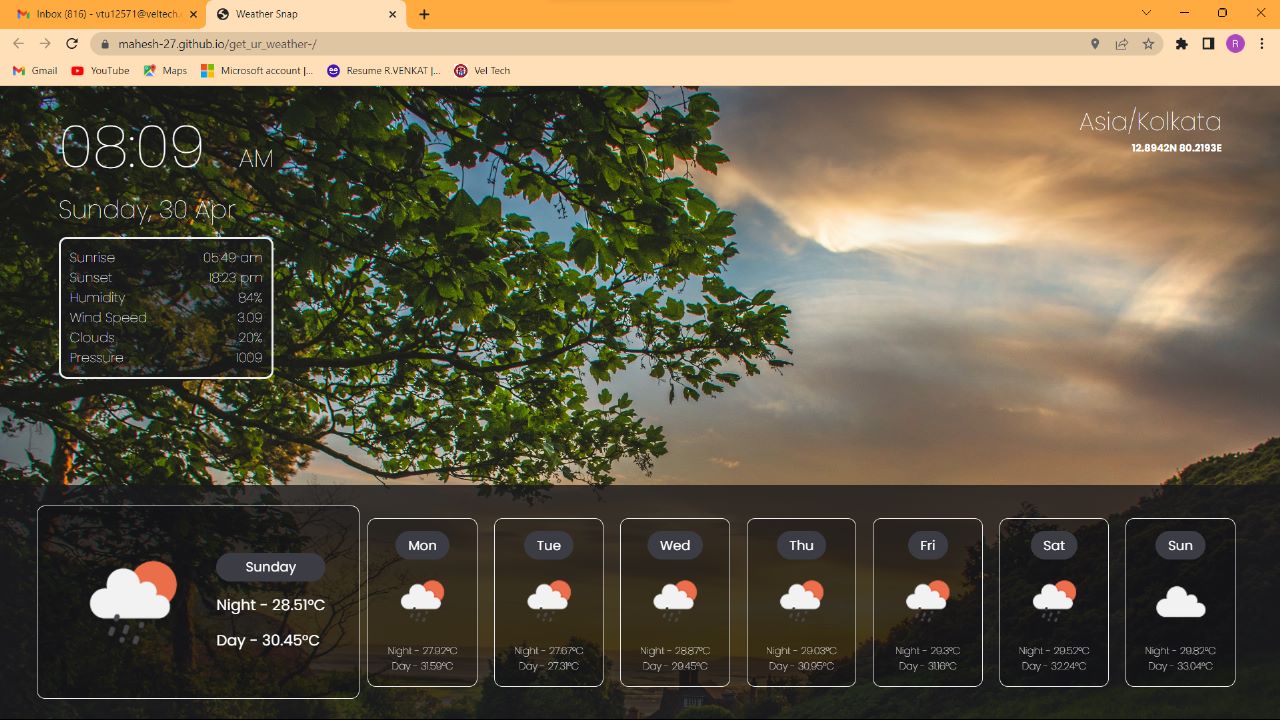 Inbox (816) - vtu12571@veltech.
Weather Snap
mahesh-27.github.io/get_ur_weather-/
R
Gmail
YouTube
Maps
Microsoft account |...
Resume R.VENKAT |...
Vel Tech
08:09 AM
Sunday, 30 Apr
Sunrise 05:49 am
Sunset 18:23 pm
Humidity 84%
Wind Speed 3.09
Clouds 20%
Pressure 1009
Asia/Kolkata
12.8942N 80.2193E
Sunday
Night - 28.51°C
Day - 30.45°C
Mon
Night - 27.92°C
Day - 31.59°C
Tue
Night - 27.67°C
Day - 27.31°C
Wed
Night - 28.87°C
Day - 29.45°C
Thu
Night - 29.03°C
Day - 30.95°C
Fri
Night - 29.3°C
Day - 31.16°C
Sat
Night - 29.52°C
Day - 32.24°C
Sun
Night - 29.82°C
Day - 33.04°C